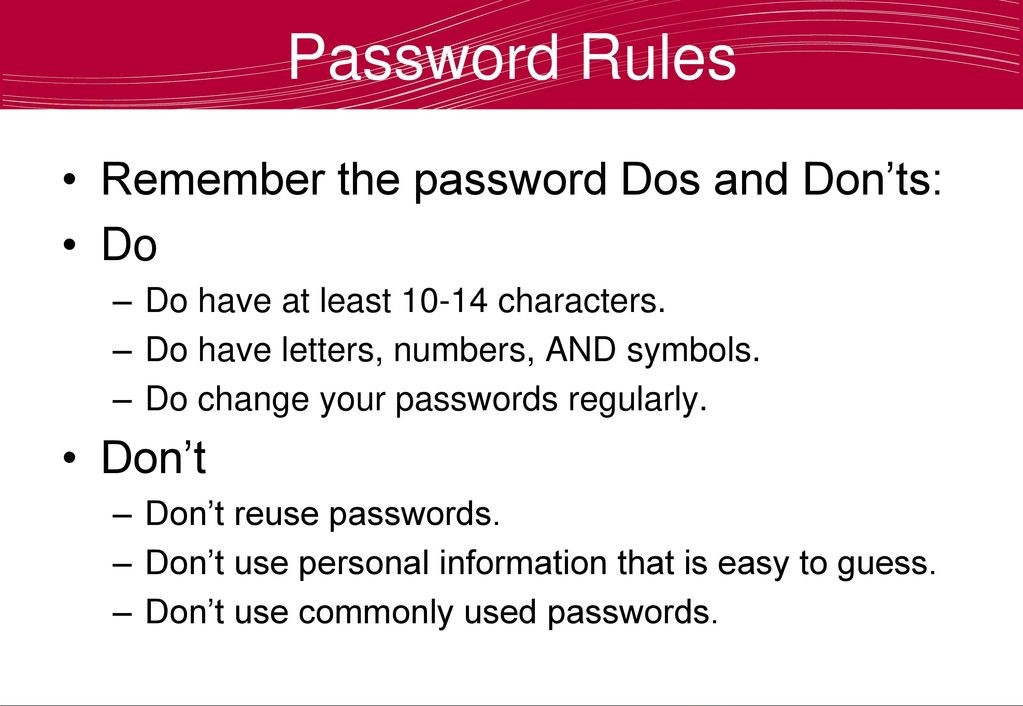 Password Rules
• Remember the password Dos and Don’ts:
• Do
– Do have at least 10-14 characters.
– Do have letters, numbers, AND symbols.
– Do change your passwords regularly.
• Don’t
– Don’t reuse passwords.
– Don’t use personal information that is easy to guess.
– Don’t use commonly used passwords.